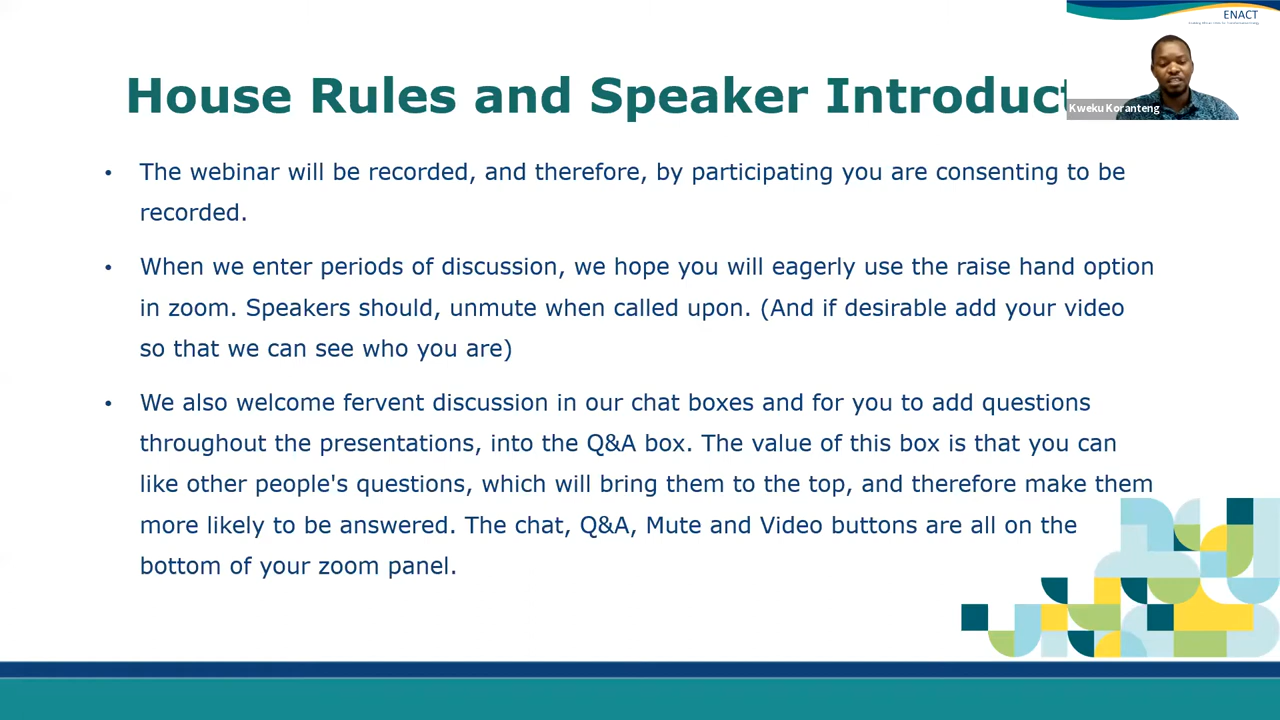 ENACT
House Rules and Speaker Introduct
Kweku Koranteng
• The webinar will be recorded, and therefore, by participating you are consenting to be
recorded.
• When we enter periods of discussion, we hope you will eagerly use the raise hand option
in zoom. Speakers should, unmute when called upon. (And if desirable add your video
so that we can see who you are)
• We also welcome fervent discussion in our chat boxes and for you to add questions
throughout the presentations, into the Q&A box. The value of this box is that you can
like other people's questions, which will bring them to the top, and therefore make them
more likely to be answered. The chat, Q&A, Mute and Video buttons are all on the
bottom of your zoom panel.